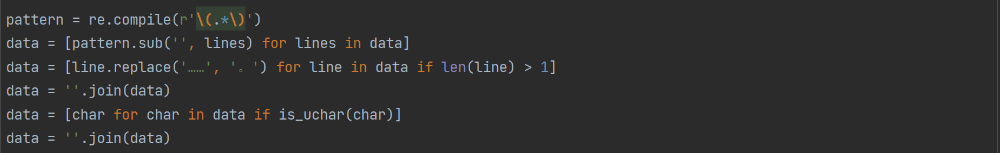 pattern = re.compile(r'\(.*\)')
data = [pattern.sub('', lines) for lines in data]
data = [line.replace('……', '。') for line in data if len(line) > 1]
data = ''.join(data)
data = [char for char in data if is_uchar(char)]
data = ''.join(data)